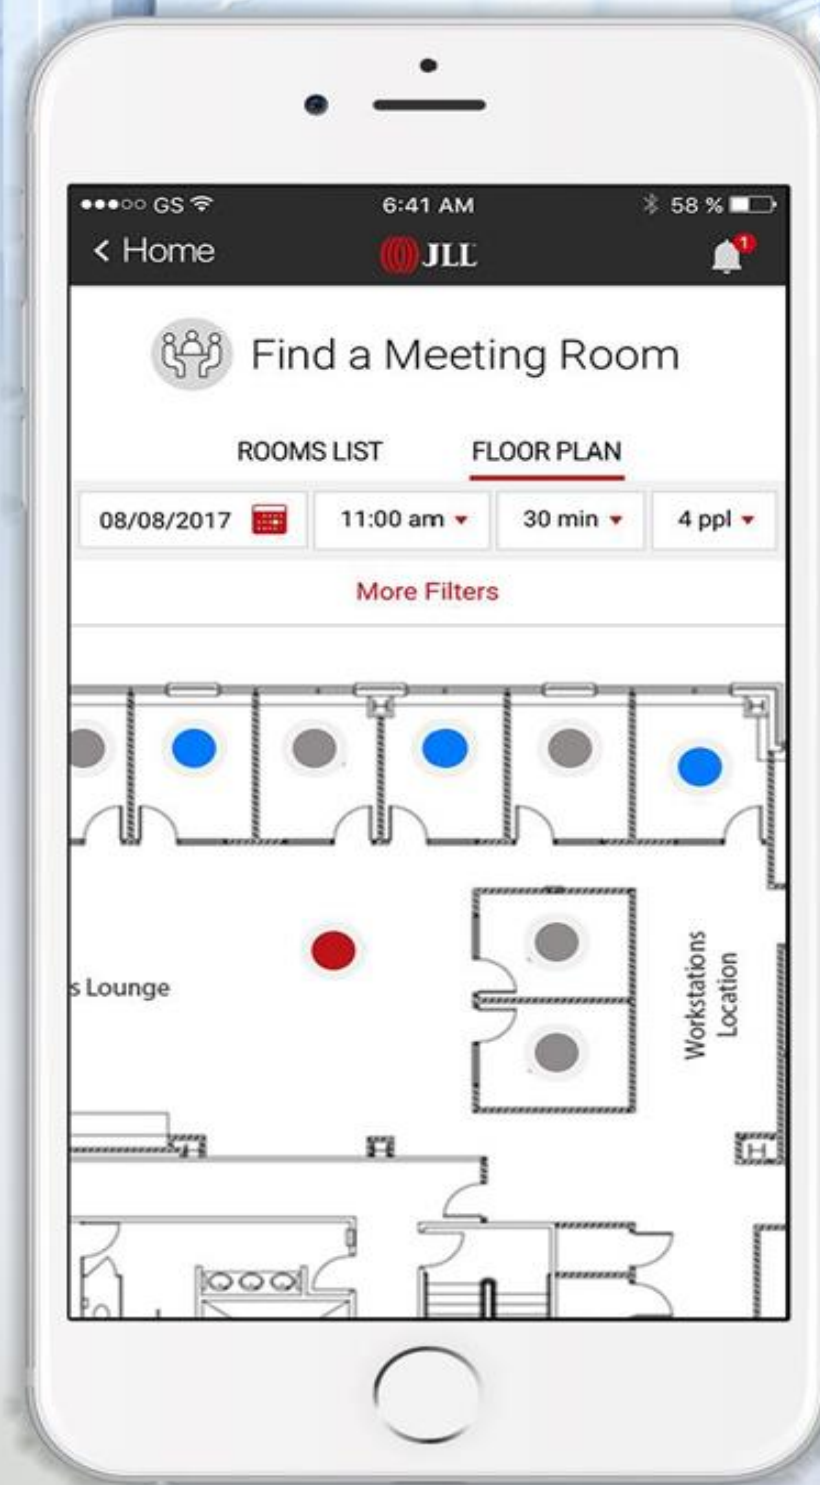 GS 6:41 AM 58 %
< Home JLL 1
Find a Meeting Room
ROOMS LIST FLOOR PLAN
08/08/2017 11:00 am 30 min 4 ppl
More Filters
s Lounge
Workstations
Location